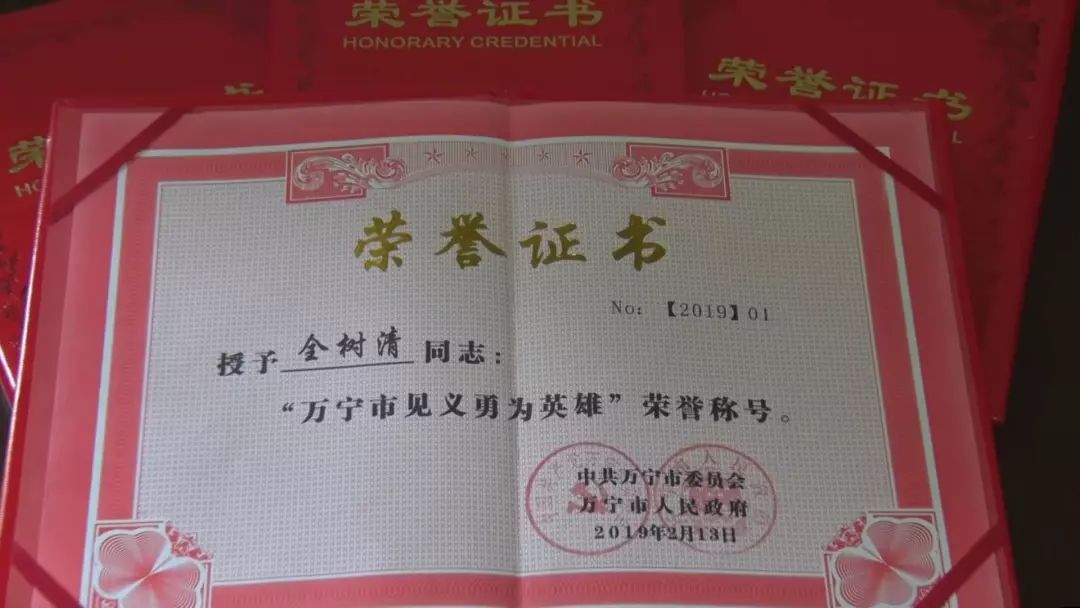 荣誉证书
HONORARY CREDENTIAL
荣誉证书
荣
荣誉证书
No：【2019】01
授予全树清同志：
“万宁市见义勇为英雄”荣誉称号。
中共万宁市委员会
万宁市人民政府
2019年2月13日